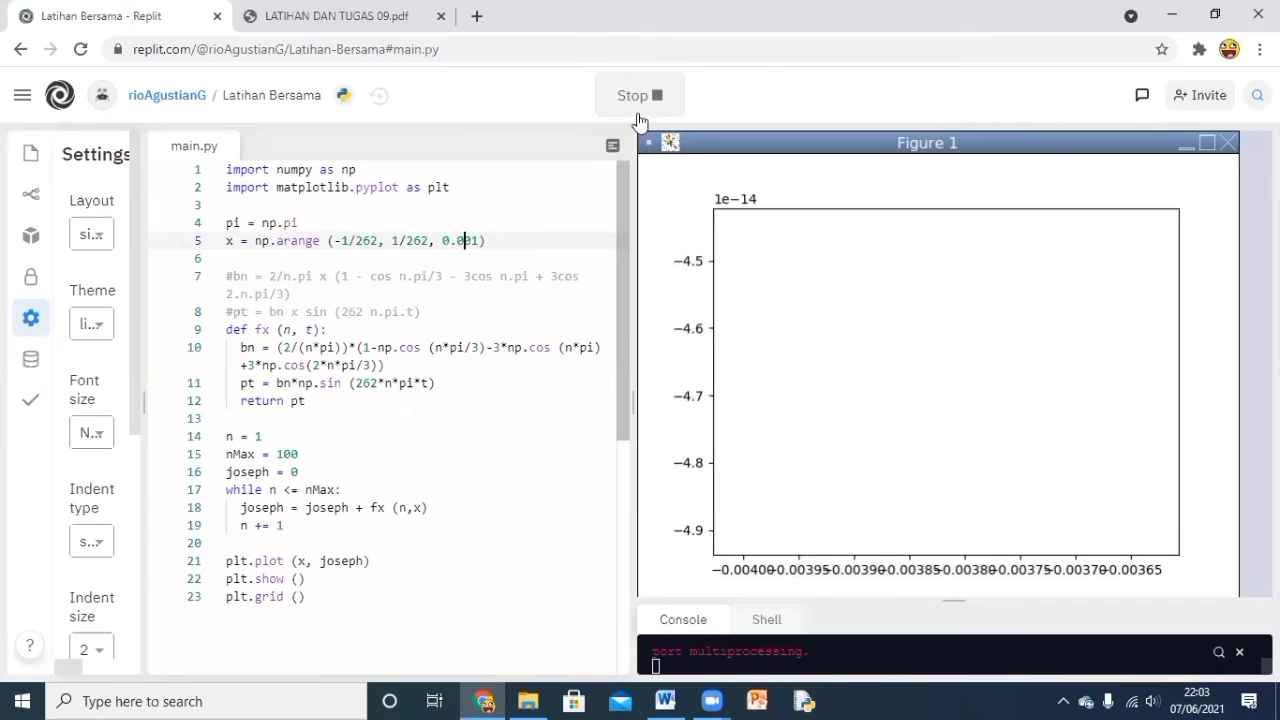 Latihan Bersama - Replit
LATIHAN DAN TUGAS 09.pdf
replit.com/@rioAgustianG/Latihan-Bersama#main.py
rioAgustianG / Latihan Bersama
Stop
Invite
Settings
Layout
si...
Theme
li...
Font
size
N...
Indent
type
s...
Indent
size
2
main.py
1 import numpy as np
2 import matplotlib.pyplot as plt
3
4 pi = np.pi
5 x = np.arange (-1/262, 1/262, 0.001)
6
7 #bn = 2/n.pi x (1 - cos n.pi/3 - 3cos n.pi + 3cos
2.n.pi/3)
8 #pt = bn x sin (262 n.pi.t)
9 def fx (n, t):
10 bn = (2/(n*pi))*(1-np.cos (n*pi/3)-3*np.cos (n*pi)
+3*np.cos(2*n*pi/3))
11 pt = bn*np.sin (262*n*pi*t)
12 return pt
13
14 n = 1
15 nMax = 100
16 joseph = 0
17 while n <= nMax:
18 joseph = joseph + fx (n,x)
19 n += 1
20
21 plt.plot (x, joseph)
22 plt.show ()
23 plt.grid ()
Figure 1
1e−14
−4.5
−4.6
−4.7
−4.8
−4.9
−0.00400−0.00395−0.00390−0.00385−0.00380−0.00375−0.00370−0.00365
Console
Shell
port multiprocessing.
?
Type here to search
22:03
07/06/2021